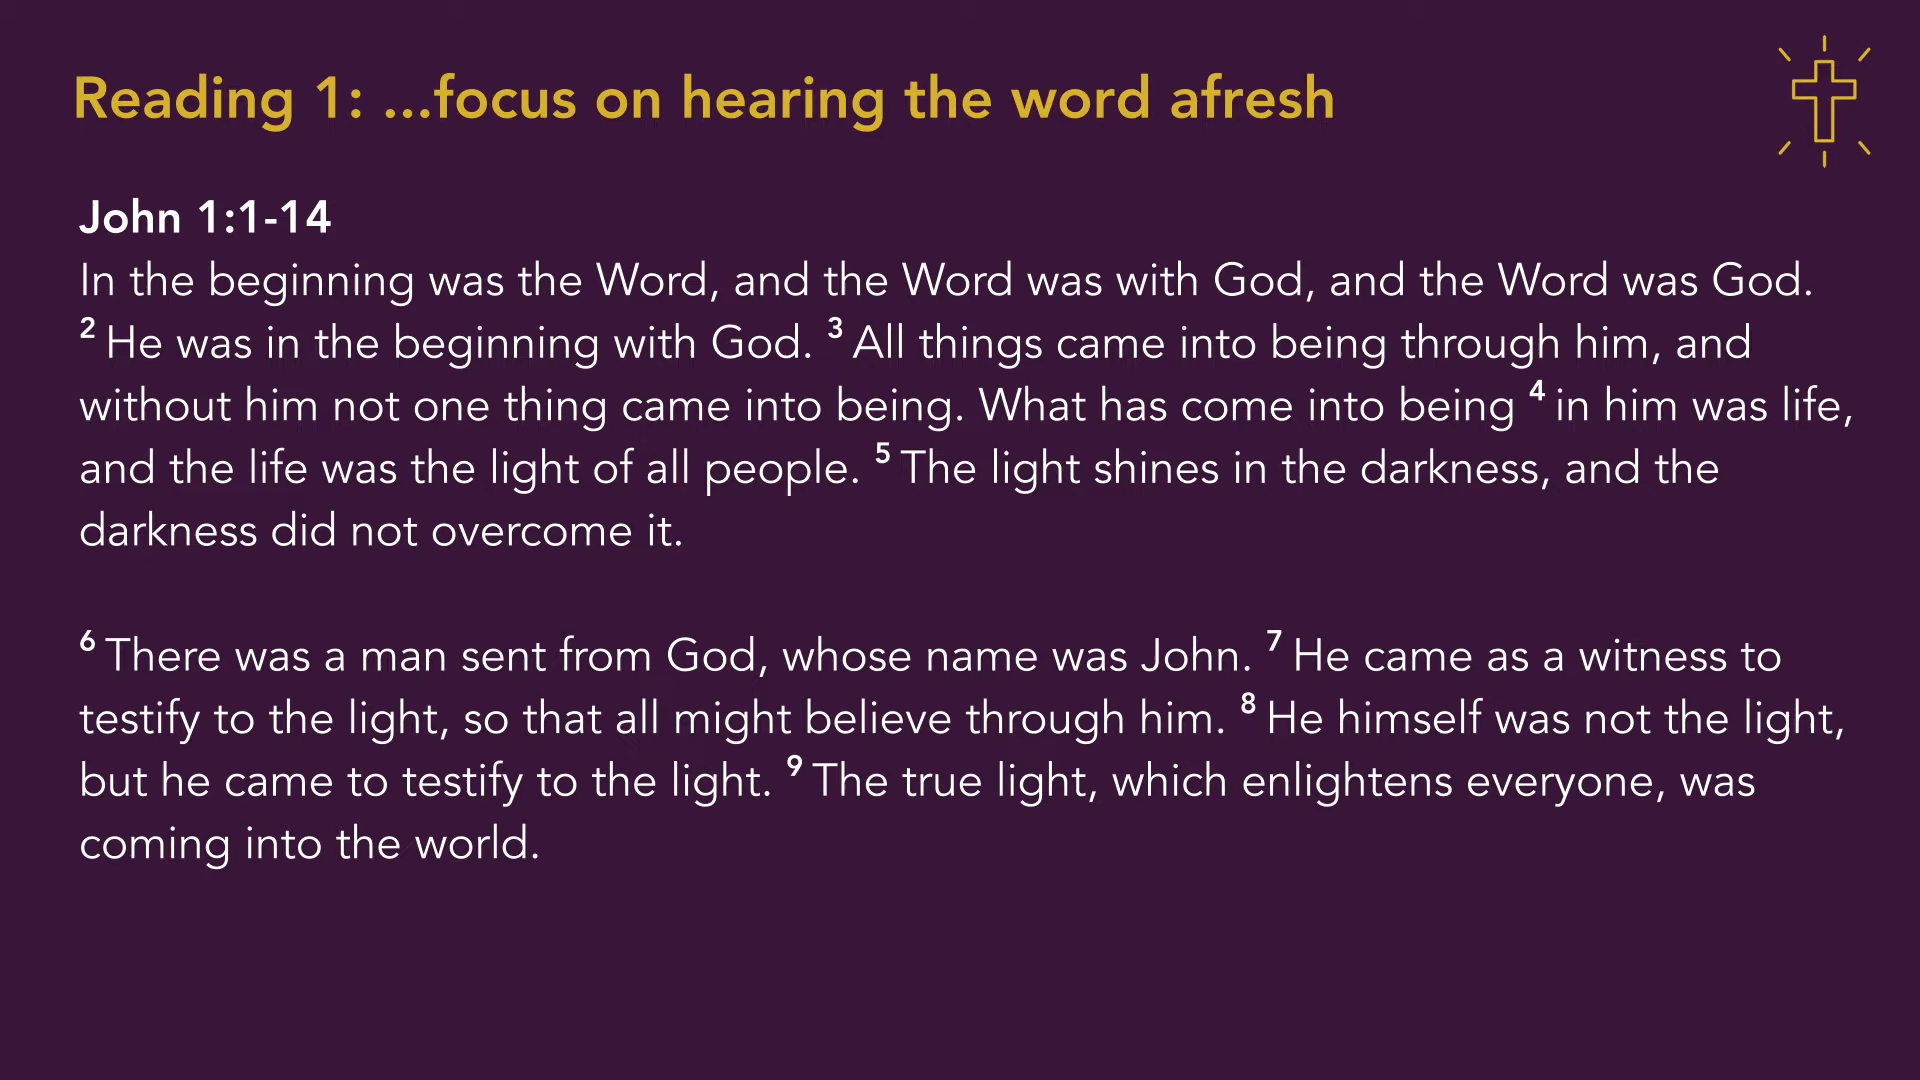 Reading 1: ...focus on hearing the word afresh
John 1:1-14
In the beginning was the Word, and the Word was with God, and the Word was God.
2 He was in the beginning with God. 3 All things came into being through him, and
without him not one thing came into being. What has come into being 4 in him was life,
and the life was the light of all people. 5 The light shines in the darkness, and the
darkness did not overcome it.
6 There was a man sent from God, whose name was John. 7 He came as a witness to
testify to the light, so that all might believe through him. 8 He himself was not the light,
but he came to testify to the light. 9 The true light, which enlightens everyone, was
coming into the world.